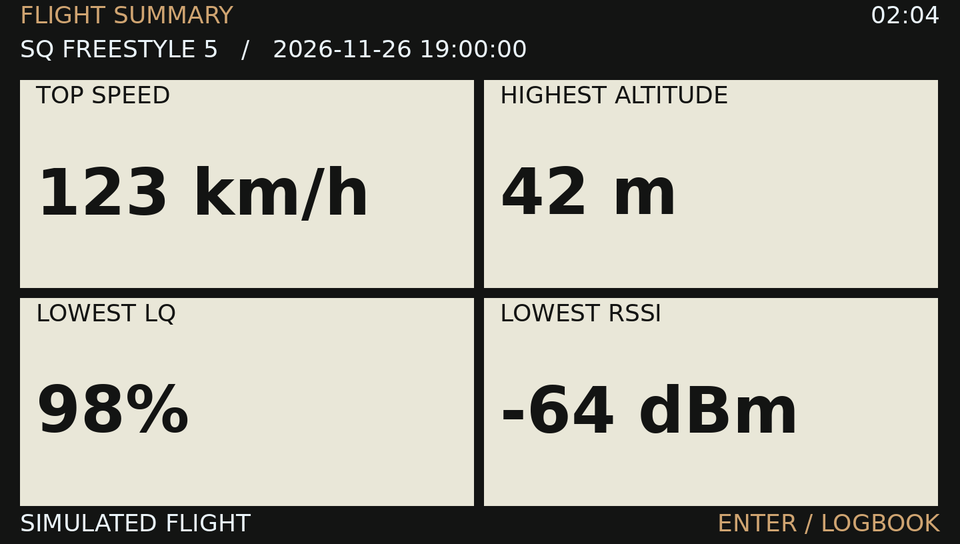 FLIGHT SUMMARY
02:04
SQ FREESTYLE 5 / 2026-11-26 19:00:00
TOP SPEED
123 km/h
HIGHEST ALTITUDE
42 m
LOWEST LQ
98%
LOWEST RSSI
-64 dBm
SIMULATED FLIGHT
ENTER / LOGBOOK